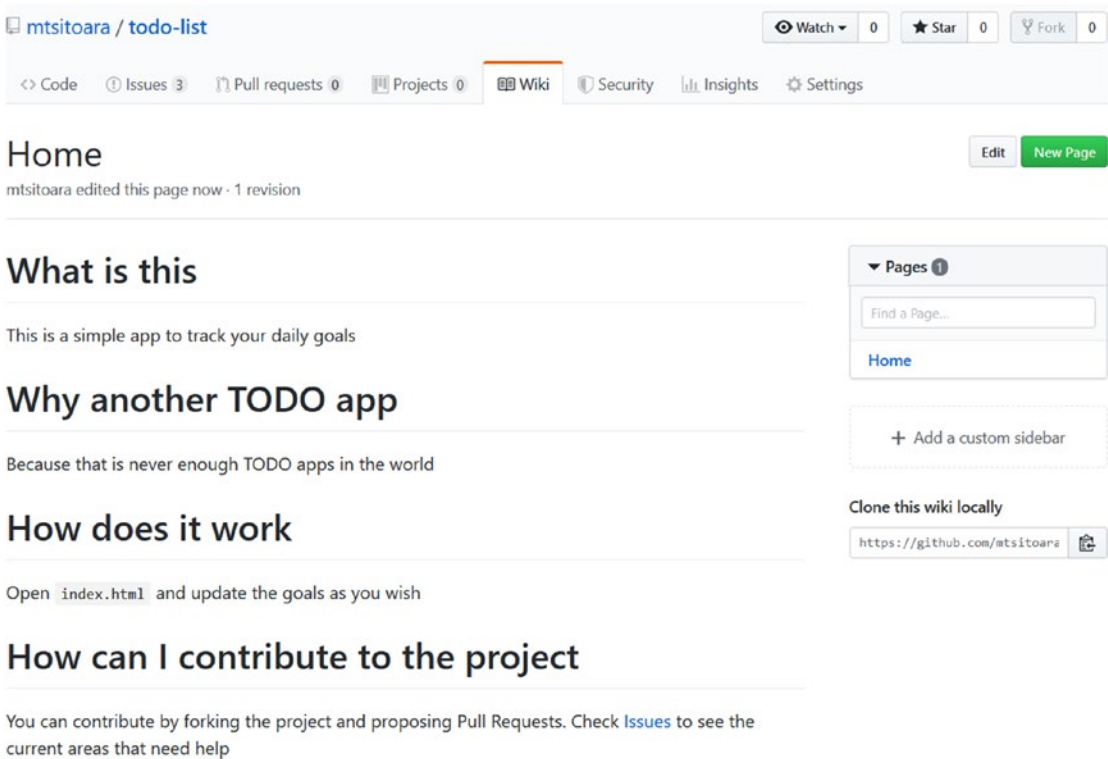 mtsitoara / todo-list
Watch 0 Star 0 Fork 0
Code Issues 3 Pull requests 0 Projects 0 Wiki Security Insights Settings
Home
Edit New Page
mtsitoara edited this page now · 1 revision
What is this
This is a simple app to track your daily goals
Why another TODO app
Because that is never enough TODO apps in the world
How does it work
Open index.html and update the goals as you wish
How can I contribute to the project
You can contribute by forking the project and proposing Pull Requests. Check Issues to see the
current areas that need help
Pages 1
Find a Page...
Home
+ Add a custom sidebar
Clone this wiki locally
https://github.com/mtsitoara